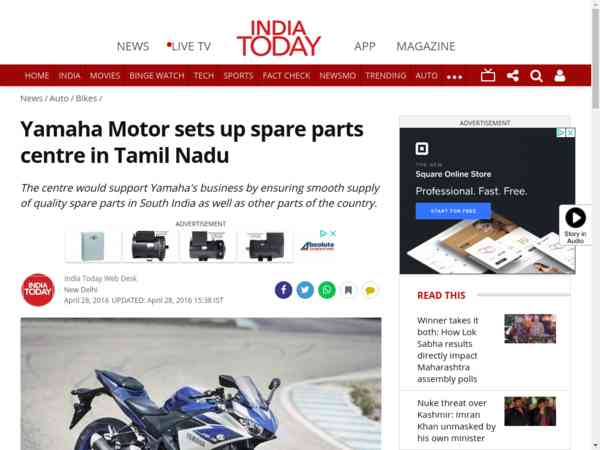 NEWS
LIVE TV
INDIA
TODAY
APP
MAGAZINE
HOME INDIA MOVIES BINGE WATCH TECH SPORTS FACT CHECK NEWSMO TRENDING AUTO
News / Auto / Bikes /
Yamaha Motor sets up spare parts
centre in Tamil Nadu
The centre would support Yamaha's business by ensuring smooth supply
of quality spare parts in South India as well as other parts of the country.
ADVERTISEMENT
Absolute
INDIA
TODAY
India Today Web Desk
New Delhi
April 28, 2016 UPDATED: April 28, 2016 15:38 IST
YAMAHA
ADVERTISEMENT
THE NEW
Square Online Store
Professional. Fast. Free.
START FOR FREE
Story in
Audio
READ THIS
Winner takes it
both: How Lok
Sabha results
directly impact
Maharashtra
assembly polls
Nuke threat over
Kashmir: Imran
Khan unmasked by
his own minister